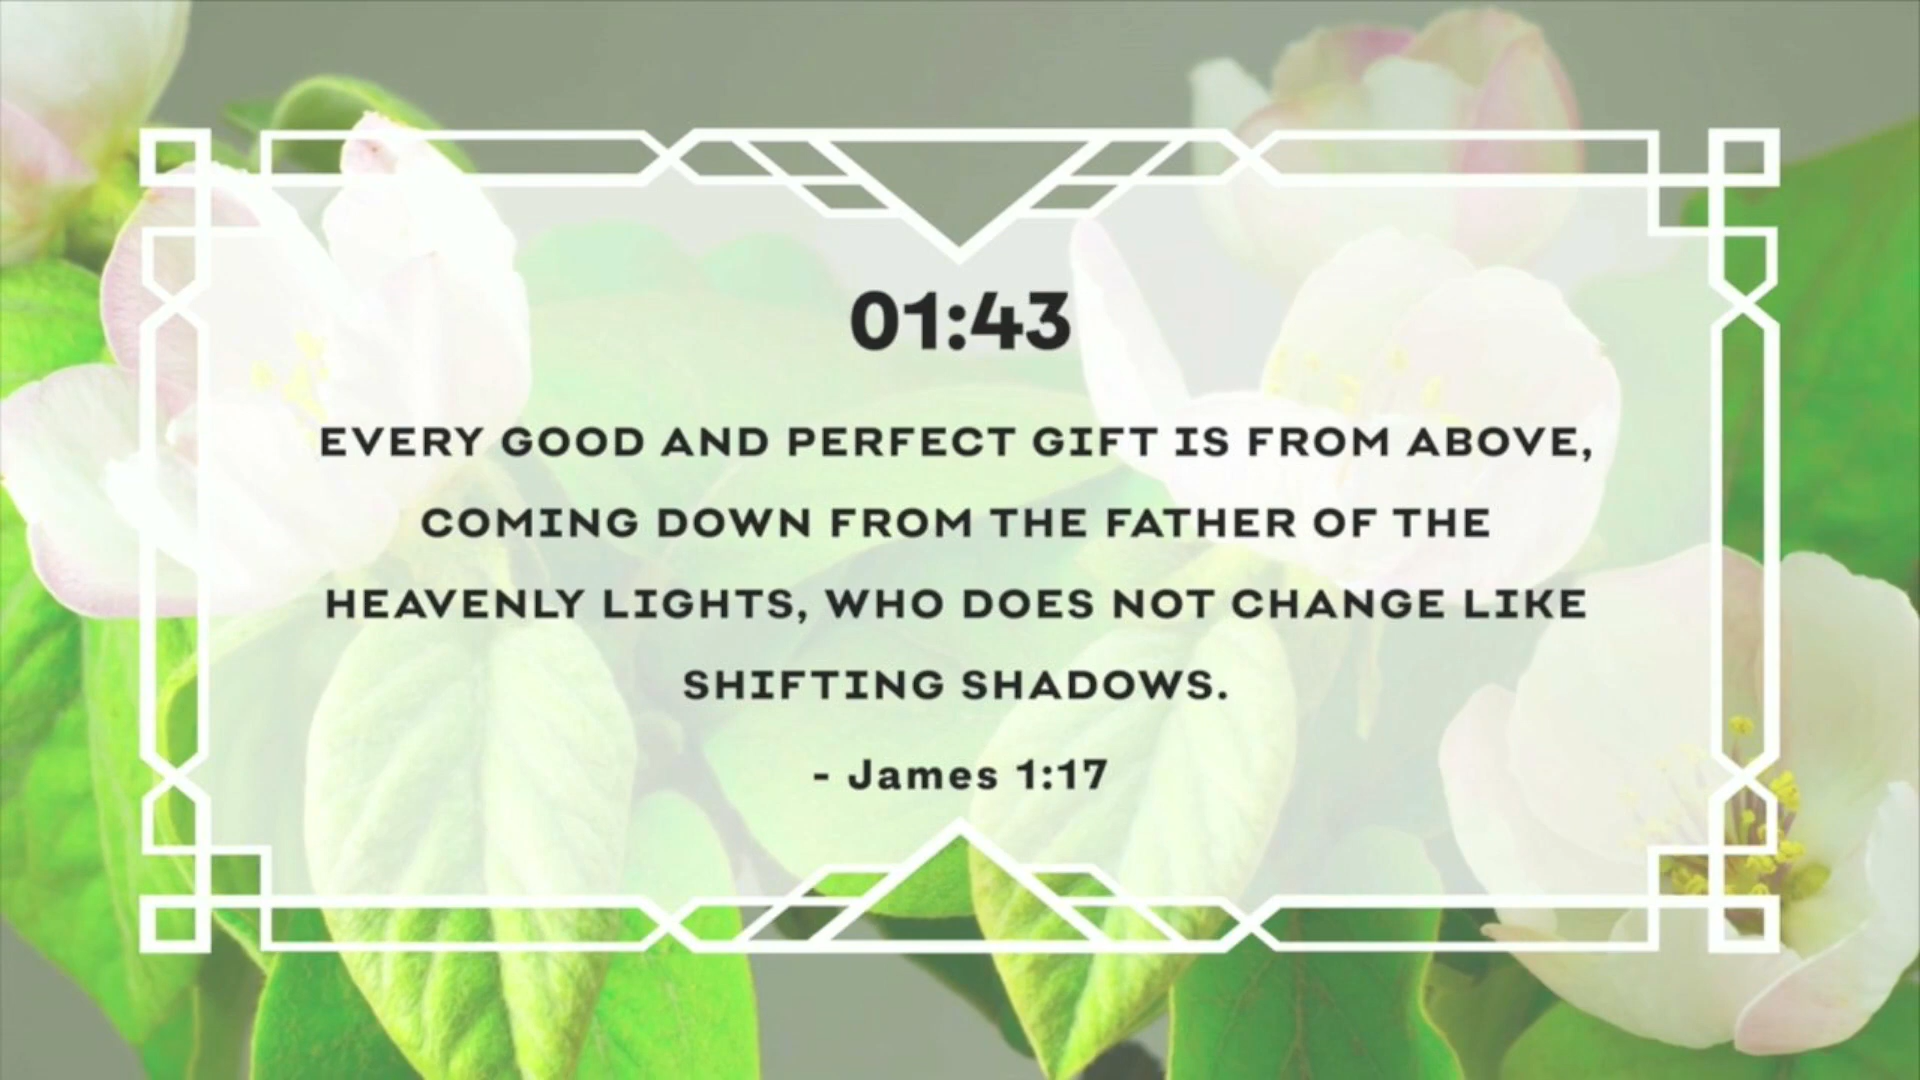 01:43
EVERY GOOD AND PERFECT GIFT IS FROM ABOVE,
COMING DOWN FROM THE FATHER OF THE
HEAVENLY LIGHTS, WHO DOES NOT CHANGE LIKE
SHIFTING SHADOWS.
- James 1:17